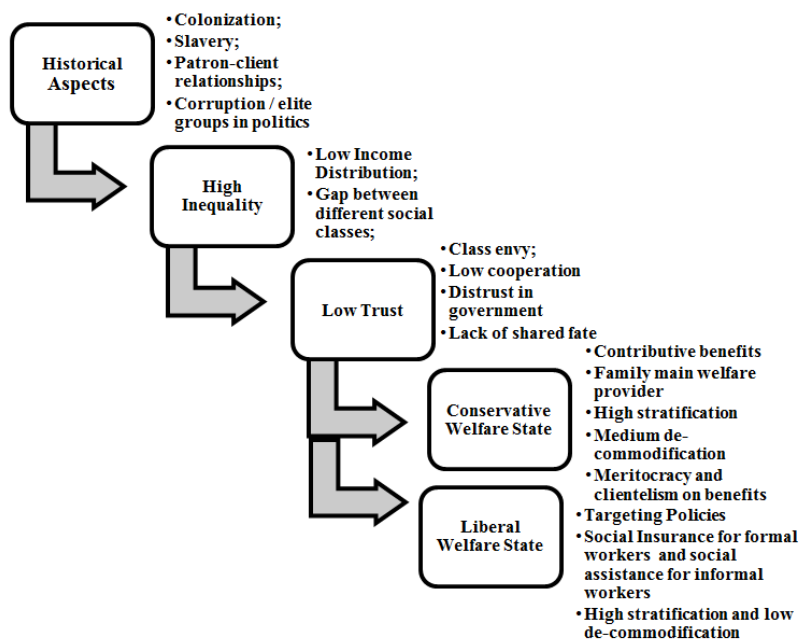 Historical
Aspects
• Colonization;
• Slavery;
• Patron-client
relationships;
• Corruption / elite
groups in politics
High
Inequality
• Low Income
Distribution;
• Gap between
different social
classes;
Low Trust
• Class envy;
• Low cooperation
• Distrust in
government
• Lack of shared fate
Conservative
Welfare State
• Contributive benefits
• Family main welfare
provider
• High stratification
• Medium de-
commodification
• Meritocracy and
clientelism on benefits
Liberal
Welfare State
• Targeting Policies
• Social Insurance for formal
workers and social
assistance for informal
workers
• High stratification and low
de-commodification